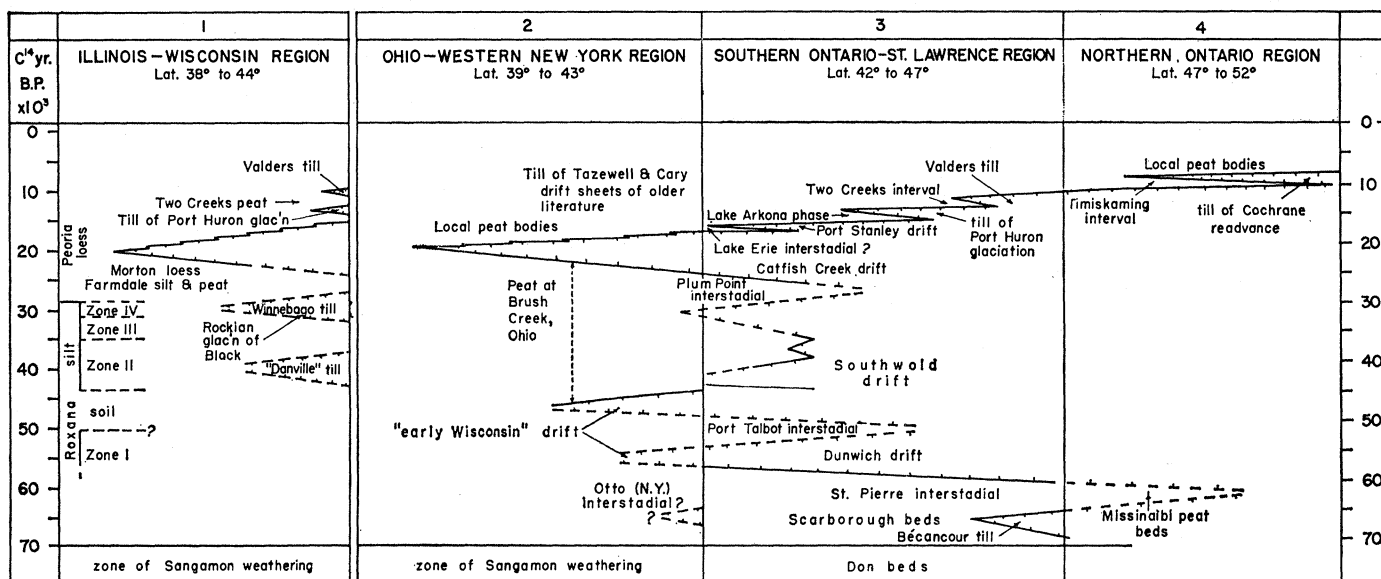 1
2
3
4
C¹⁴yr.
B.P.
x10³
ILLINOIS–WISCONSIN REGION
Lat. 38° to 44°
OHIO–WESTERN NEW YORK REGION
Lat. 39° to 43°
SOUTHERN ONTARIO–ST. LAWRENCE REGION
Lat. 42° to 47°
NORTHERN, ONTARIO REGION
Lat. 47° to 52°
0
10
20
30
40
50
60
70
Peoria
loess
Roxana
silt
Valders
till
Two Creeks peat
Till of Port Huron glac'n
Morton loess
Farmdale silt & peat
Zone IV
Zone III
Zone II
soil
?
Zone I
Winnebago till
Rockian
glac'n of
Black
"Danville" till
zone of Sangamon weathering
Till of Tazewell & Cary
drift sheets of older
literature
Local peat bodies
Peat at
Brush
Creek,
Ohio
"early Wisconsin" drift
Otto (N.Y.)
Interstadial ?
?
zone of Sangamon weathering
Valders till
Two Creeks
interval
Lake Arkona phase
Port Stanley drift
till of
Port Huron
glaciation
Lake Erie interstadial ?
Catfish Creek drift
Plum Point
interstadial
Southwold
drift
Port Talbot interstadial
Dunwich drift
St. Pierre interstadial
Scarborough beds
Bécancour till
Don beds
Local peat bodies
Timiskaming
interval
till of Cochrane
readvance
Missinaibi peat
beds
0
10
20
30
40
50
60
70